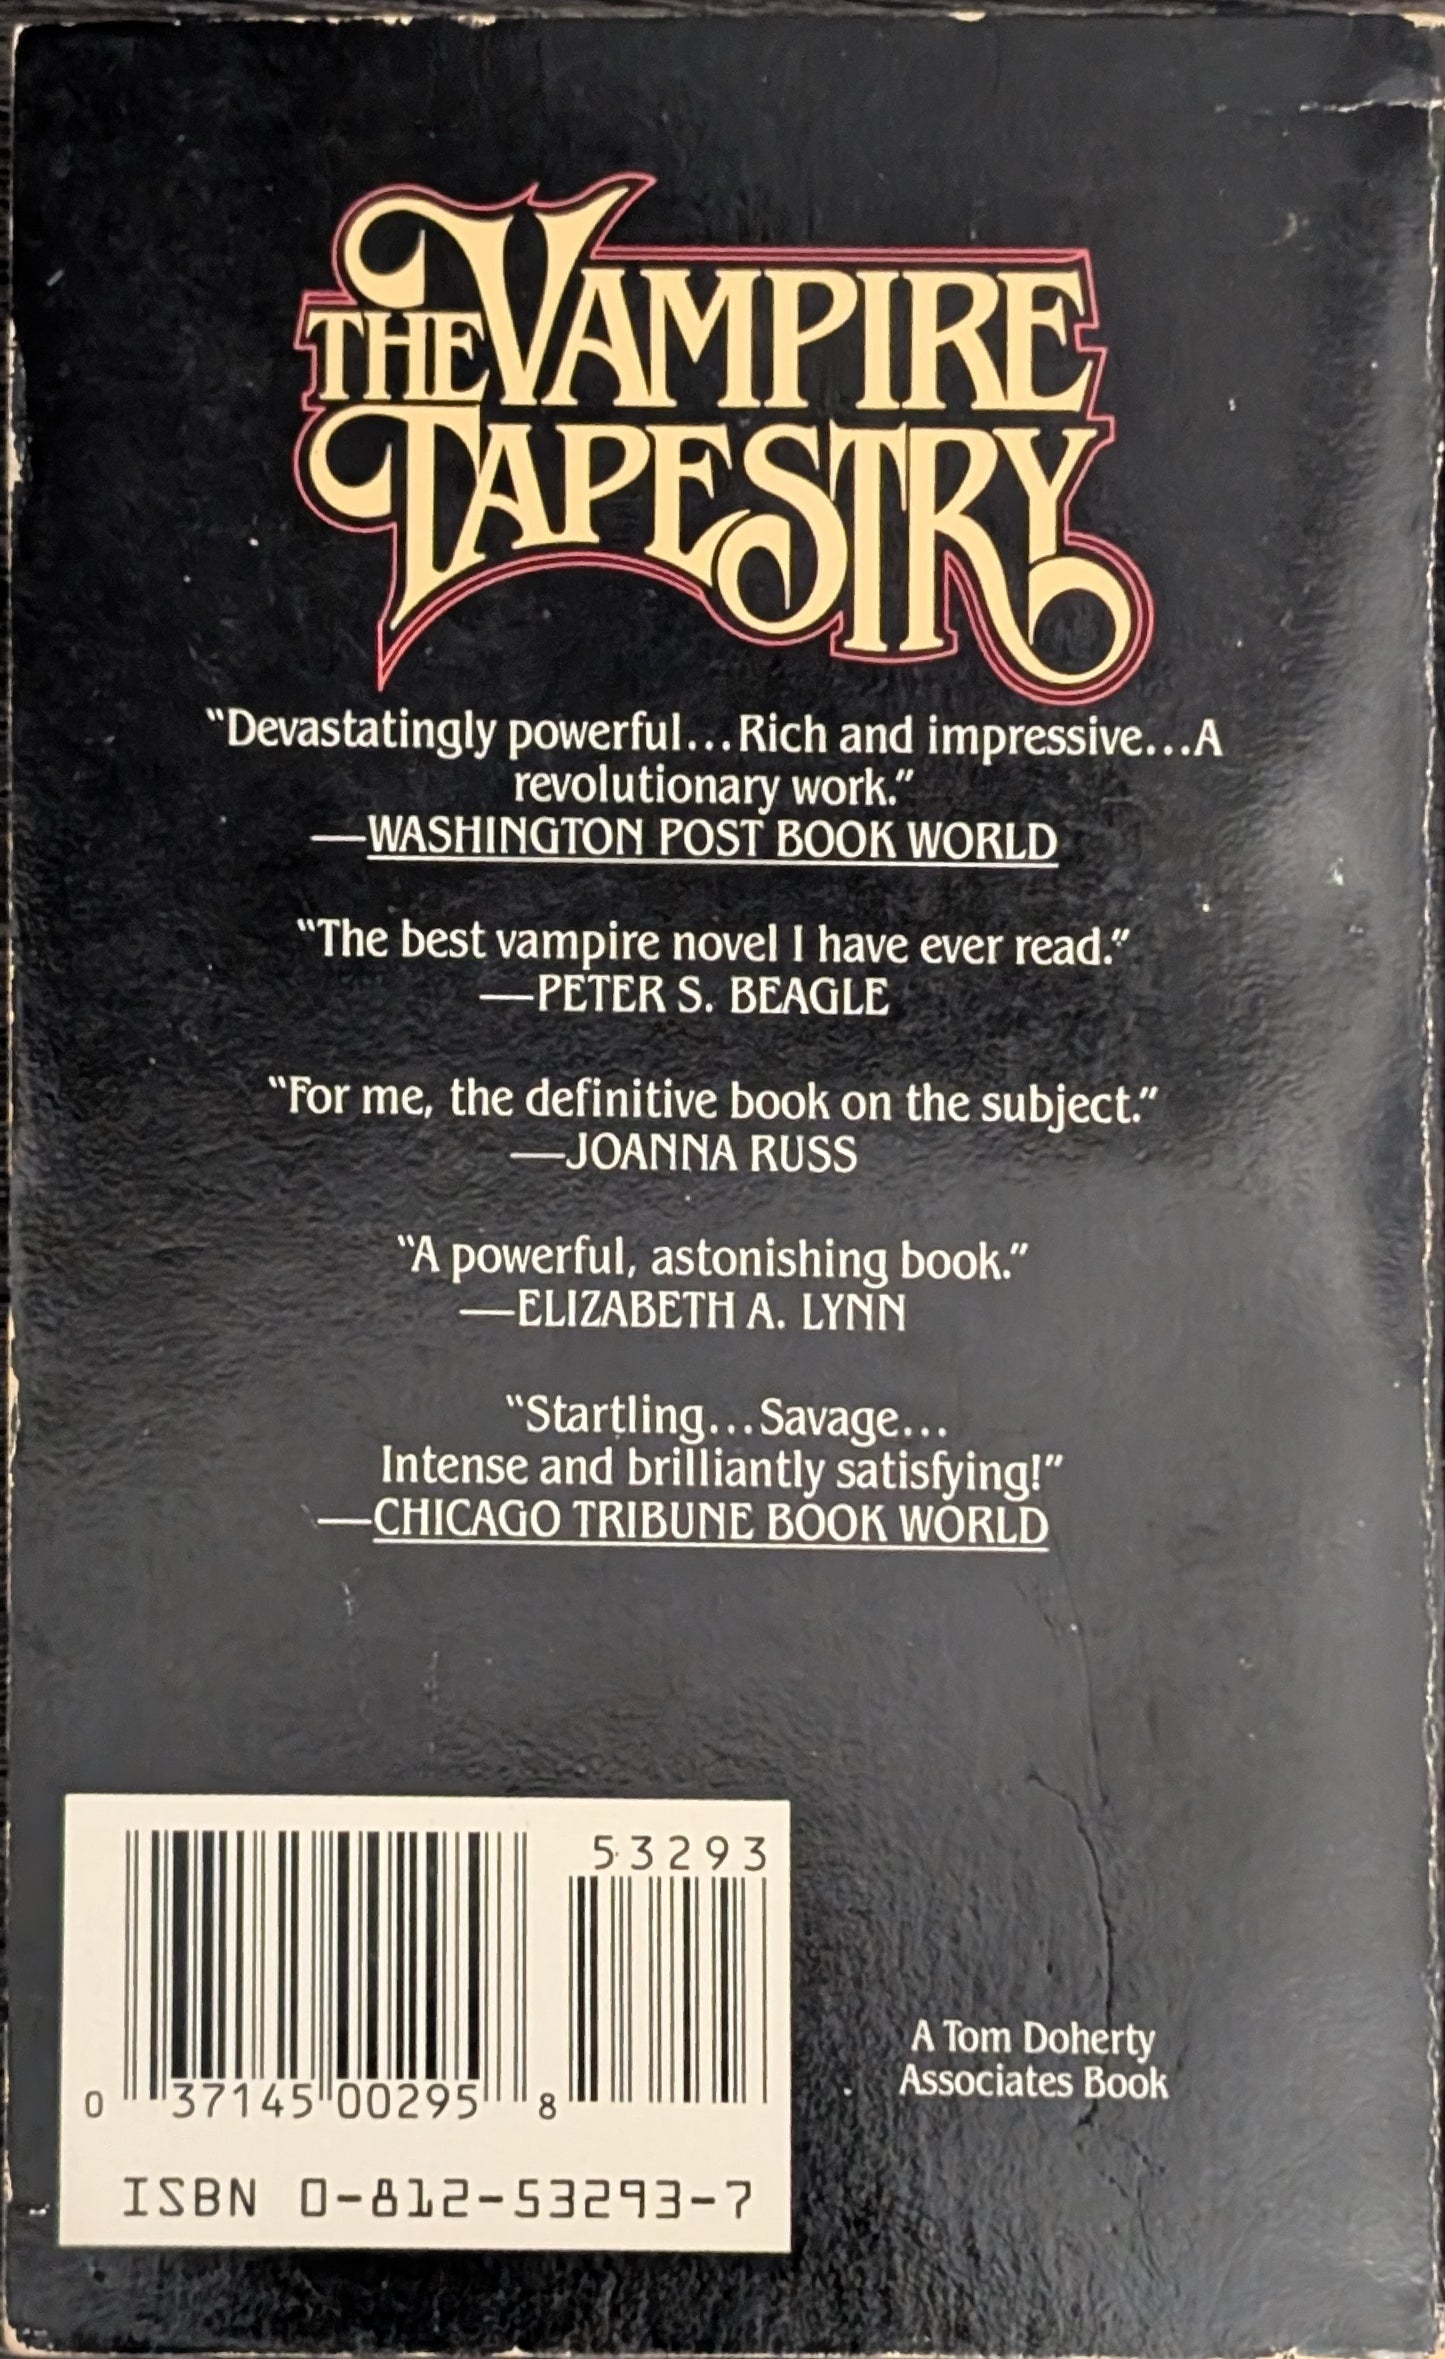 THE VAMPIRE
TAPESTRY
“Devastatingly powerful...Rich and impressive...A
revolutionary work.”
—WASHINGTON POST BOOK WORLD
“The best vampire novel I have ever read.”
—PETER S. BEAGLE
“For me, the definitive book on the subject.”
—JOANNA RUSS
“A powerful, astonishing book.”
—ELIZABETH A. LYNN
“Startling...Savage...
Intense and brilliantly satisfying!”
—CHICAGO TRIBUNE BOOK WORLD
53293
0 37145 00295 8
ISBN 0-812-53293-7
A Tom Doherty
Associates Book